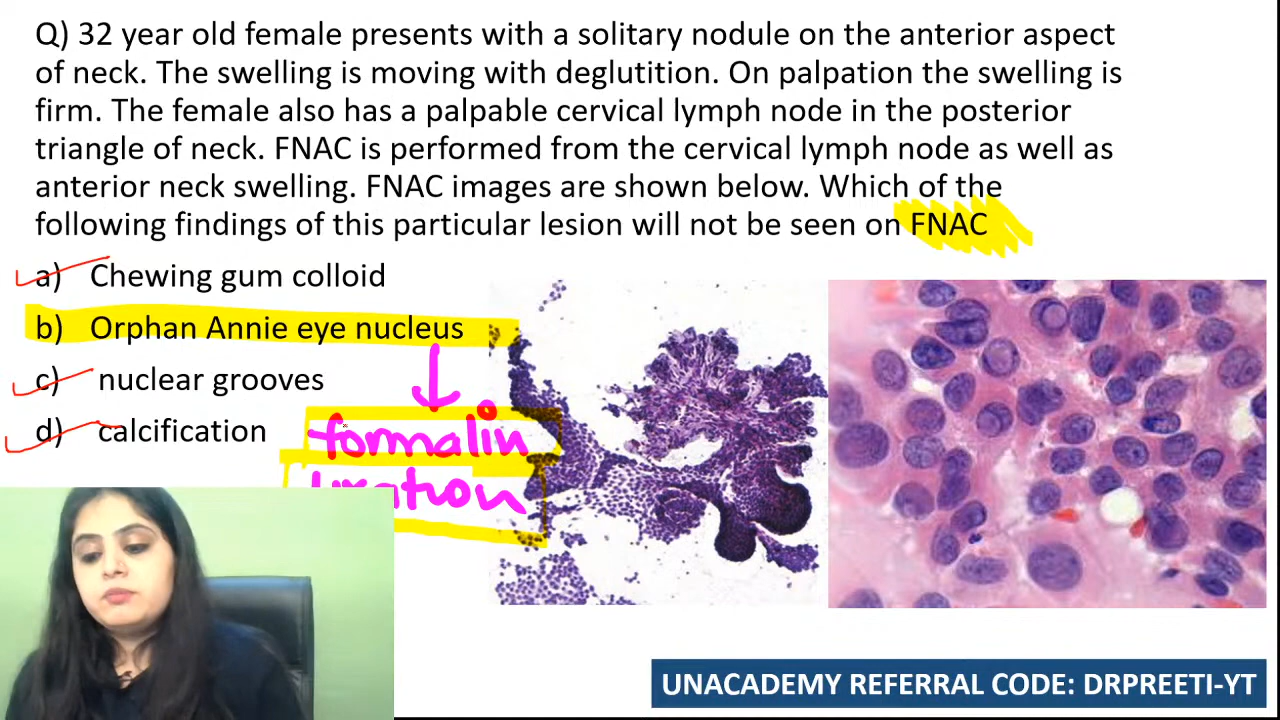 Q) 32 year old female presents with a solitary nodule on the anterior aspect
of neck. The swelling is moving with deglutition. On palpation the swelling is
firm. The female also has a palpable cervical lymph node in the posterior
triangle of neck. FNAC is performed from the cervical lymph node as well as
anterior neck swelling. FNAC images are shown below. Which of the
following findings of this particular lesion will not be seen on FNAC
a) Chewing gum colloid
b) Orphan Annie eye nucleus
c) nuclear grooves
d) calcification
formalin
UNACADEMY REFERRAL CODE: DRPREETI-YT